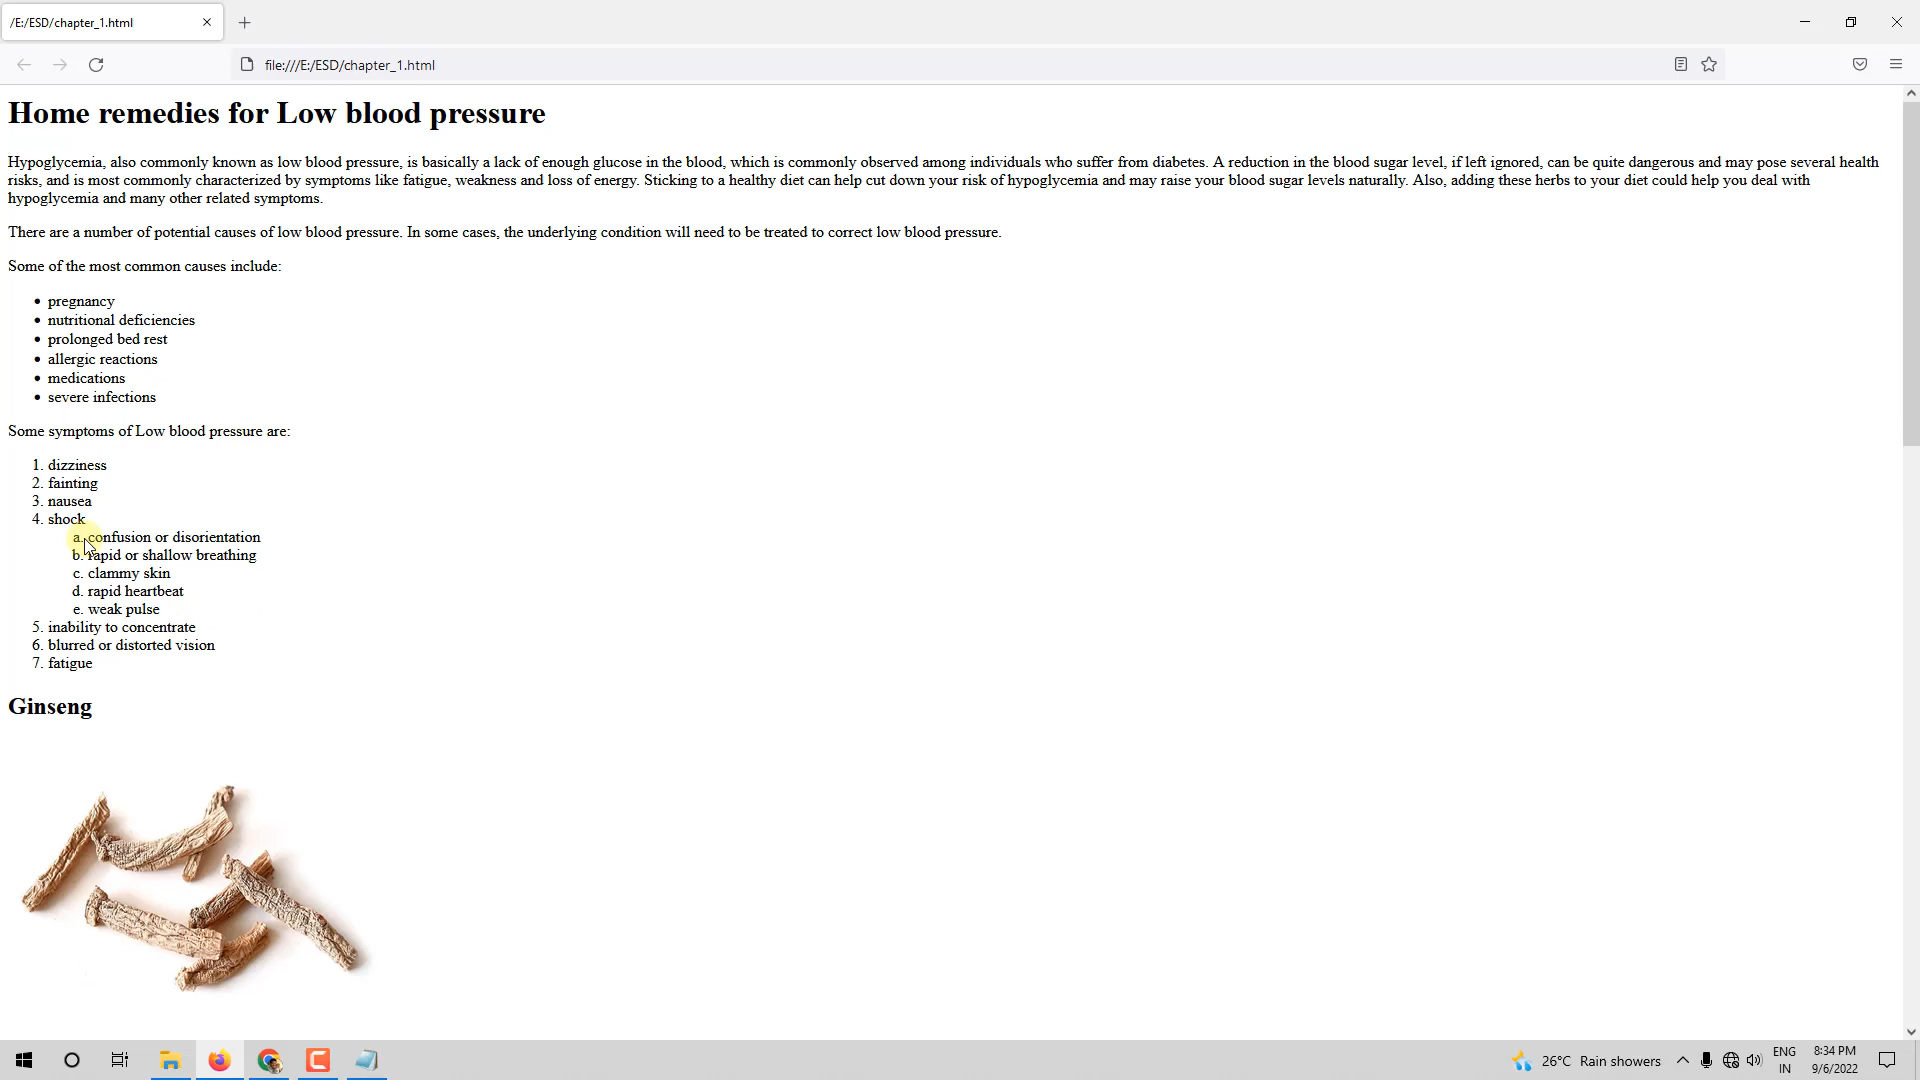 /E:/ESD/chapter_1.html
file:///E:/ESD/chapter_1.html
Home remedies for Low blood pressure
Hypoglycemia, also commonly known as low blood pressure, is basically a lack of enough glucose in the blood, which is commonly observed among individuals who suffer from diabetes. A reduction in the blood sugar level, if left ignored, can be quite dangerous and may pose several health
risks, and is most commonly characterized by symptoms like fatigue, weakness and loss of energy. Sticking to a healthy diet can help cut down your risk of hypoglycemia and may raise your blood sugar levels naturally. Also, adding these herbs to your diet could help you deal with
hypoglycemia and many other related symptoms.
There are a number of potential causes of low blood pressure. In some cases, the underlying condition will need to be treated to correct low blood pressure.
Some of the most common causes include:
• pregnancy
• nutritional deficiencies
• prolonged bed rest
• allergic reactions
• medications
• severe infections
Some symptoms of Low blood pressure are:
1. dizziness
2. fainting
3. nausea
4. shock
a. confusion or disorientation
b. rapid or shallow breathing
c. clammy skin
d. rapid heartbeat
e. weak pulse
5. inability to concentrate
6. blurred or distorted vision
7. fatigue
Ginseng
26°C Rain showers
ENG
IN
8:34 PM
9/6/2022